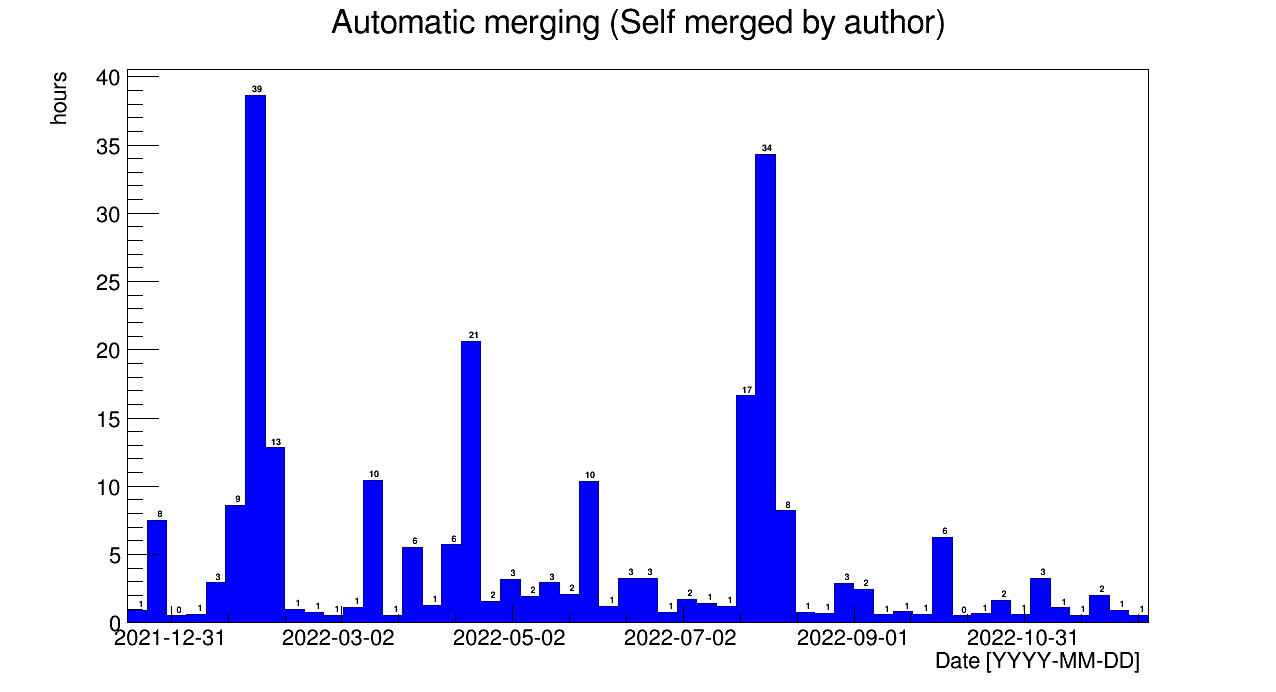 Automatic merging (Self merged by author)
hours
40
35
30
25
20
15
10
5
0
1 8 0 1 3 9 39 13 1 1 1 1 10 1 6 1 6 21 2 3 2 3 2 10 1 3 3 1 2 1 1 17 34 8 1 1 3 2 1 1 1 6 0 1 2 1 3 1 1 2 1 1
2021-12-31 2022-03-02 2022-05-02 2022-07-02 2022-09-01 2022-10-31
Date [YYYY-MM-DD]